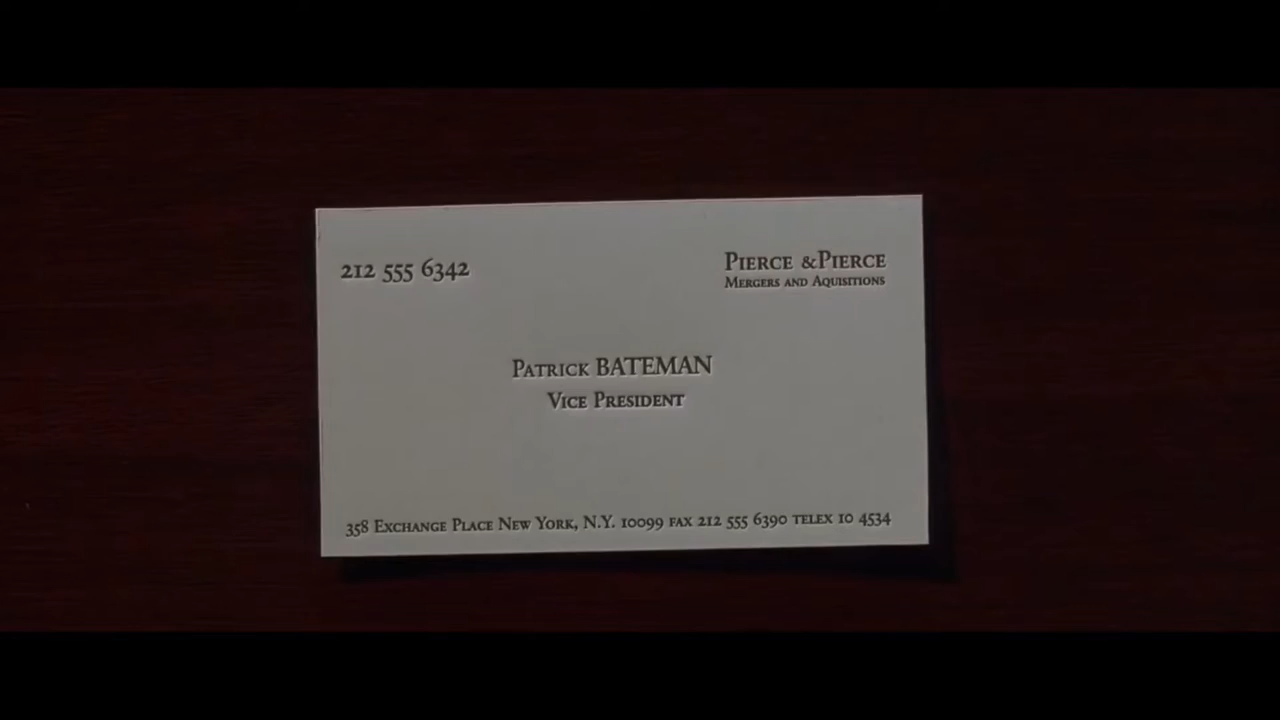 212 555 6342
PIERCE &PIERCE
MERGERS AND AQUISITIONS
PATRICK BATEMAN
VICE PRESIDENT
358 EXCHANGE PLACE NEW YORK, N.Y. 10099 FAX 212 555 6390 TELEX 10 4534